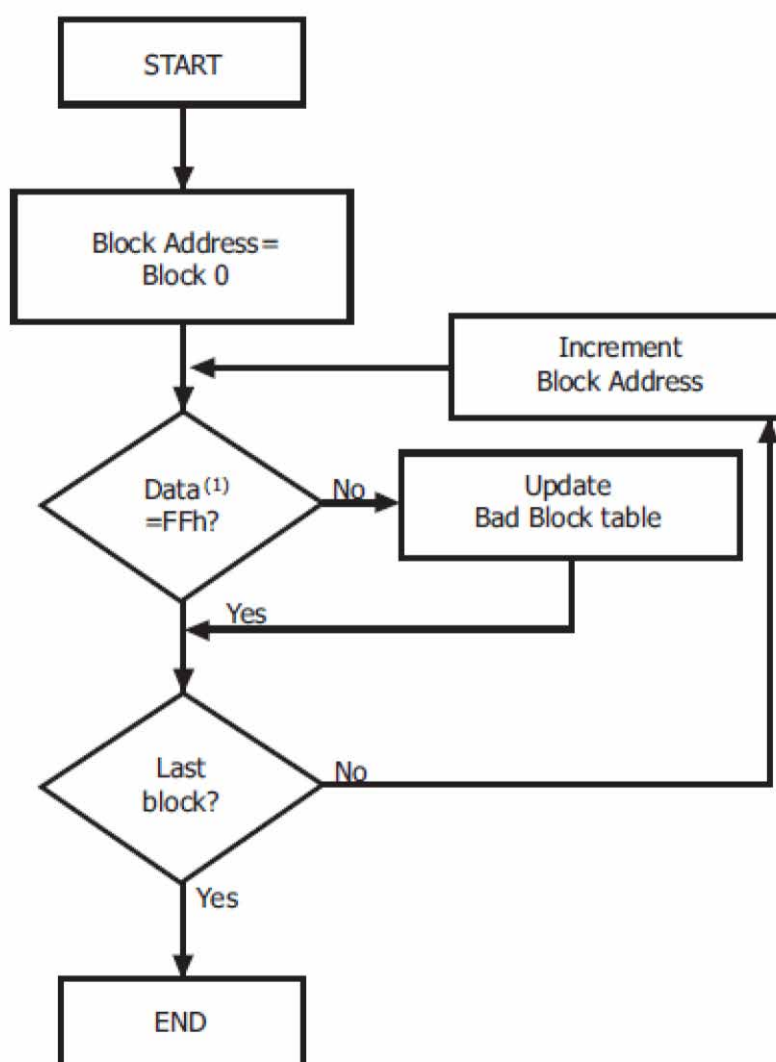 START
Block Address=
Block 0
Increment
Block Address
Data(1)
=FFh?
No
Update
Bad Block table
Yes
Last
block?
No
Yes
END